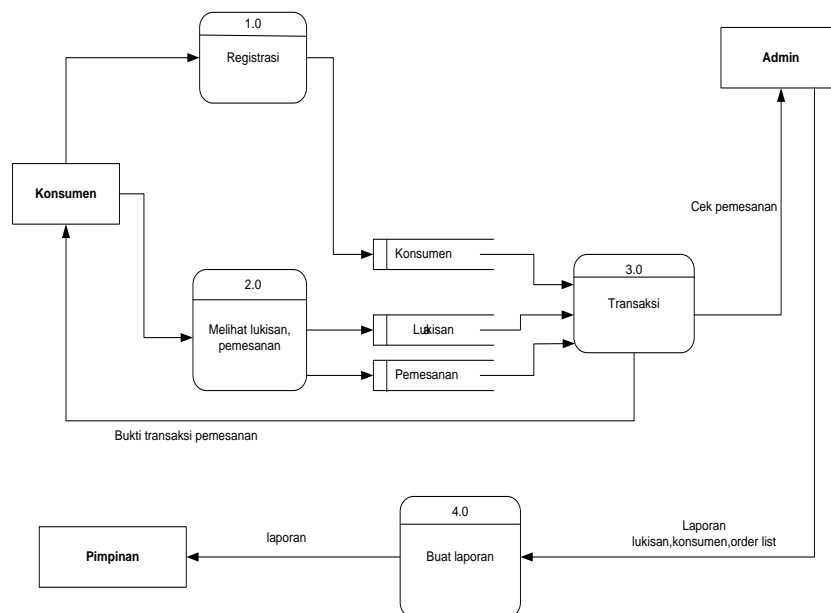 1.0
Registrasi
Admin
Konsumen
Cek pemesanan
Konsumen
2.0
Melihat lukisan,
pemesanan
3.0
Transaksi
Lukisan
Pemesanan
Bukti transaksi pemesanan
4.0
Buat laporan
Pimpinan
laporan
Laporan
lukisan,konsumen,order list